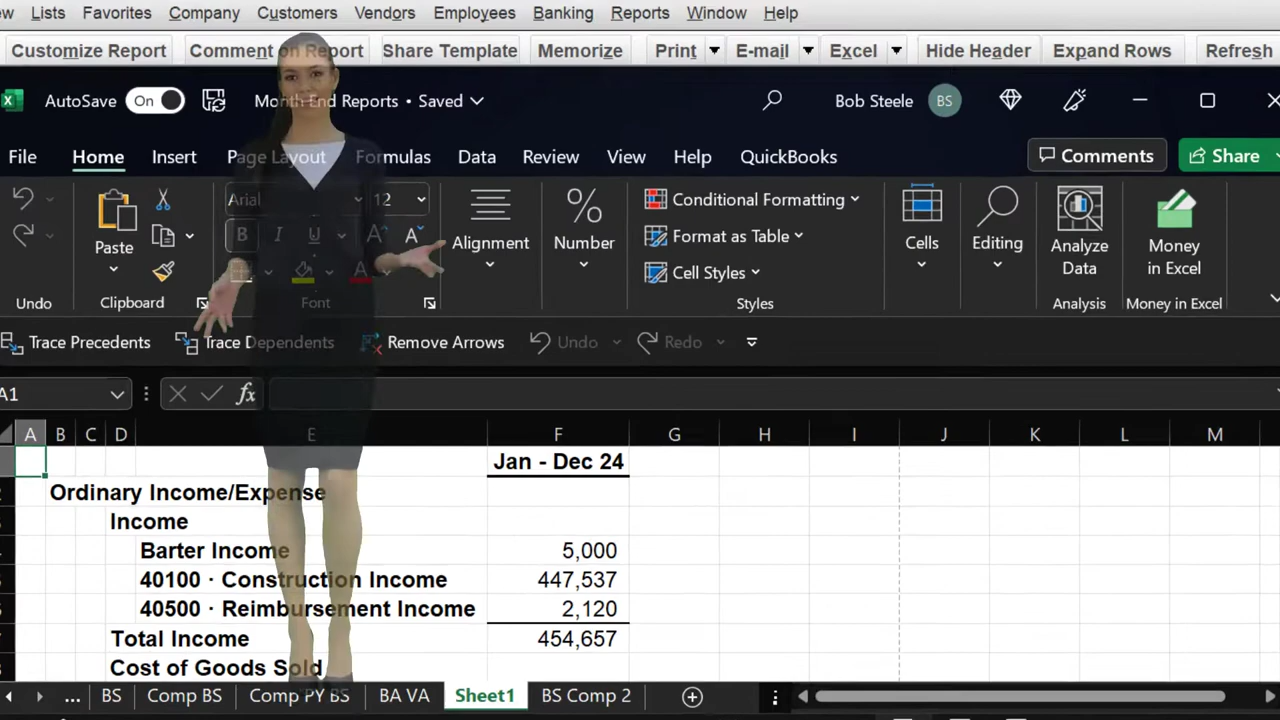 Lists Favorites Company Customers Vendors Employees Banking Reports Window Help
Customize Report Comment on Report Share Template Memorize Print E-mail Excel Hide Header Expand Rows Refresh
AutoSave On Month End Reports • Saved Bob Steele BS
File Home Insert Page Layout Formulas Data Review View Help QuickBooks Comments Share
Arial 12 Conditional Formatting
Paste B I U A A Alignment Number Format as Table Cells Editing Analyze Data Money in Excel
A Cell Styles
Undo Clipboard Font Styles Analysis Money in Excel
Trace Precedents Trace Dependents Remove Arrows Undo Redo
A1 fx
A B C D E F G H I J K L M
Jan - Dec 24
Ordinary Income/Expense
Income
Barter Income 5,000
40100 · Construction Income 447,537
40500 · Reimbursement Income 2,120
Total Income 454,657
Cost of Goods Sold
... BS Comp BS Comp PY BS BA VA Sheet1 BS Comp 2